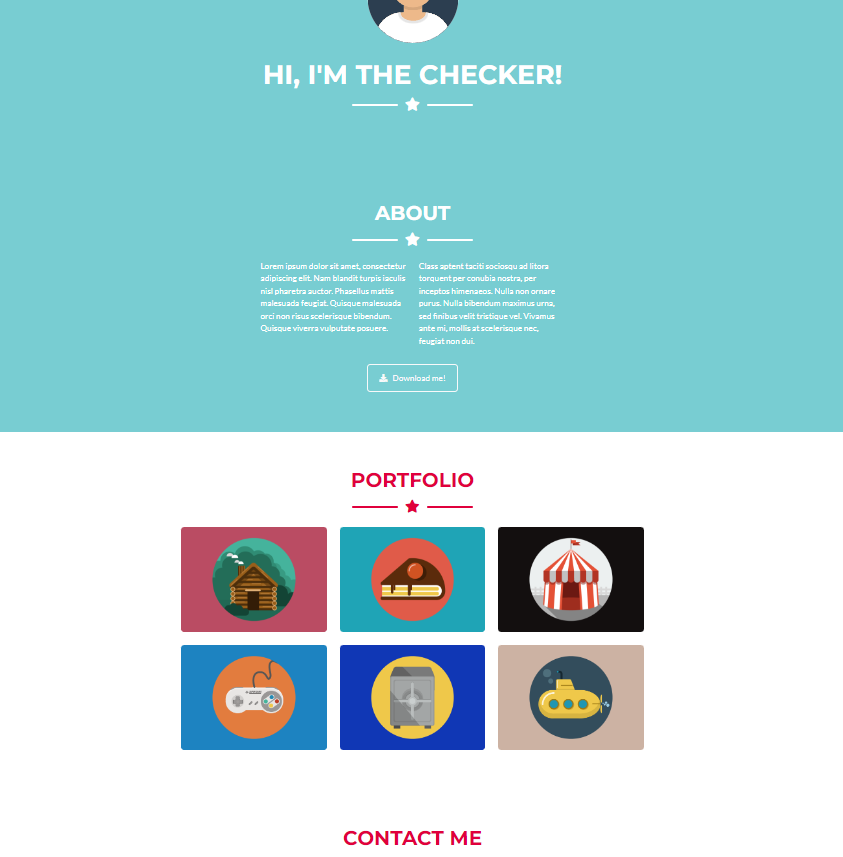 HI, I'M THE CHECKER!
ABOUT
Lorem ipsum dolor sit amet, consectetur
adipiscing elit. Nam blandit turpis iaculis
nisl pharetra auctor. Phasellus mattis
malesuada feugiat. Quisque malesuada
orci non risus scelerisque bibendum.
Quisque viverra vulputate posuere.
Class aptent taciti sociosqu ad litora
torquent per conubia nostra, per
inceptos himenaeos. Nulla non ornare
purus. Nulla bibendum maximus urna,
sed finibus velit tristique vel. Vivamus
ante mi, mollis at scelerisque nec,
feugiat non dui.
Download me!
PORTFOLIO
CONTACT ME